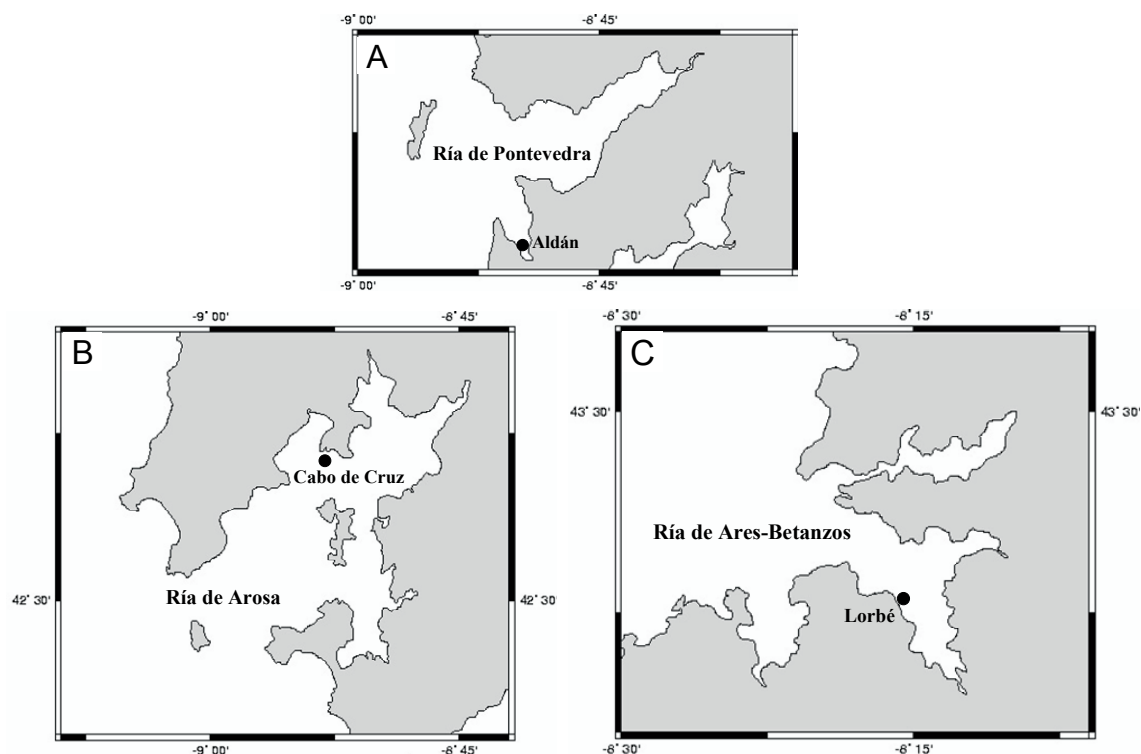 -9° 00'
-8° 45'
A
Ría de Pontevedra
Aldán
-9° 00'
-8° 45'
-9° 00'
-8° 45'
B
Cabo de Cruz
Ría de Arosa
42° 30'
42° 30'
-9° 00'
-8° 45'
-8° 30'
-8° 15'
C
43° 30'
43° 30'
Ría de Ares-Betanzos
Lorbé
-8° 30'
-8° 15'